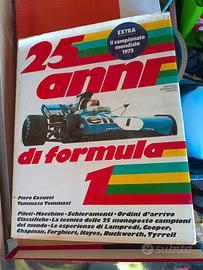 EXTRA
il campionato
mondiale
1975
25
anni
di formula
1
elf
Piero Casucci
Tommaso Tommasi
Piloti • Macchine • Schieramenti • Ordini d'arrivo
Classifiche • La tecnica delle 25 monoposto campioni
del mondo • Le esperienze di Lampredi, Cooper,
Chapman, Forghieri, Hayes, Duckworth, Tyrrell
subito